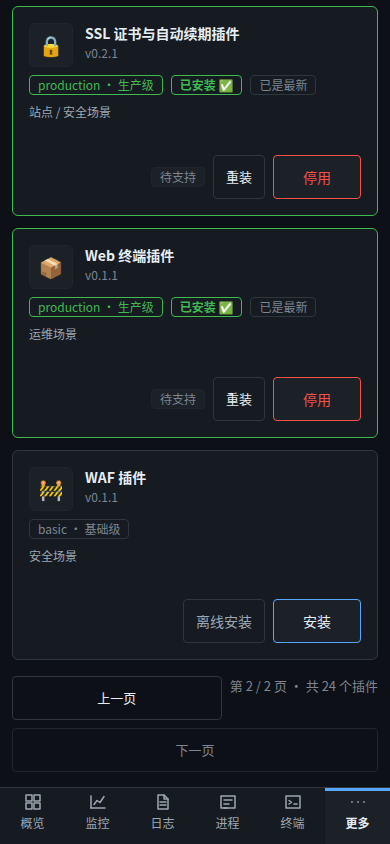 SSL 证书与自动续期插件
v0.2.1
production · 生产级 已安装 ✅ 已是最新
站点 / 安全场景
待支持 重装 停用
Web 终端插件
v0.1.1
production · 生产级 已安装 ✅ 已是最新
运维场景
待支持 重装 停用
WAF 插件
v0.1.1
basic · 基础级
安全场景
离线安装 安装
上一页 第 2 / 2 页 · 共 24 个插件
下一页
概览 监控 日志 进程 终端 更多